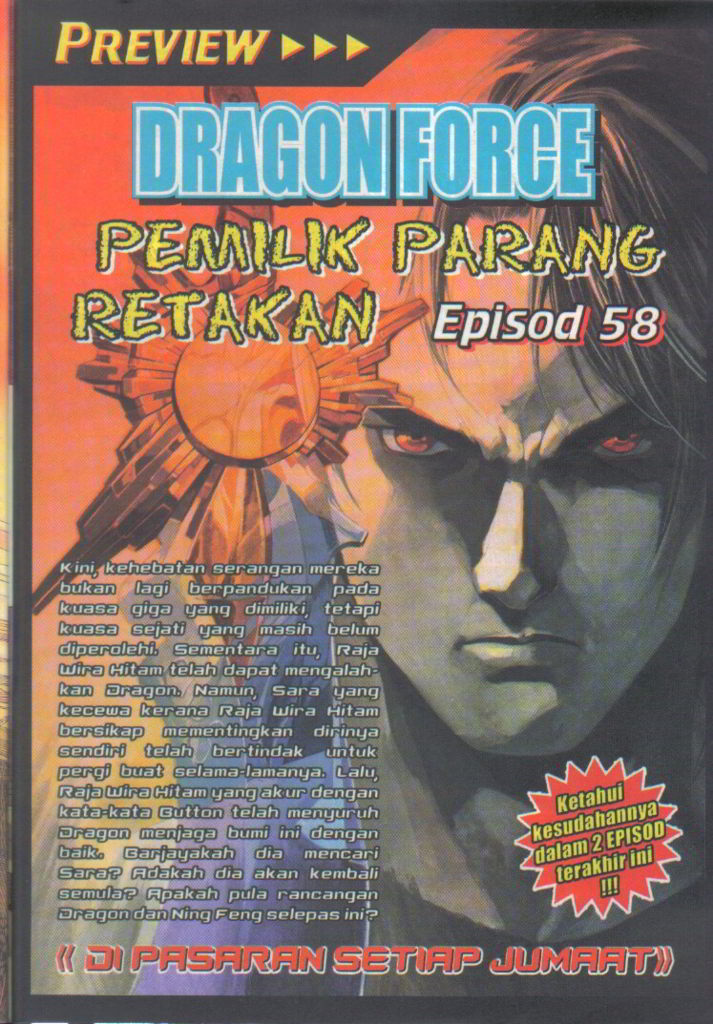 PREVIEW
DRAGON FORCE
PEMILIK PARANG
RETAKAN
Episod 58
Kini, kehebatan serangan mereka
bukan lagi berpandukan pada
kuasa giga yang dimiliki, tetapi
kuasa sejati yang masih belum
diperolehi. Sementara itu, Raja
Wira Hitam telah dapat mengalah-
kan Dragon. Namun, Sara yang
kecewa kerana Raja Wira Hitam
bersikap mementingkan dirinya
sendiri telah bertindak untuk
pergi buat selama-lamanya. Lalu,
Raja Wira Hitam yang akur dengan
kata-kata Button telah menyuruh
Dragon menjaga bumi ini dengan
baik. Barjayakah dia mencari
Sara? Adakah dia akan kembali
semula? Apakah pula rancangan
Dragon dan Ning Feng selepas ini?
Ketahui
kesudahannya
dalam 2 EPISOD
terakhir ini
!!!
《 DI PASARAN SETIAP JUMAAT》